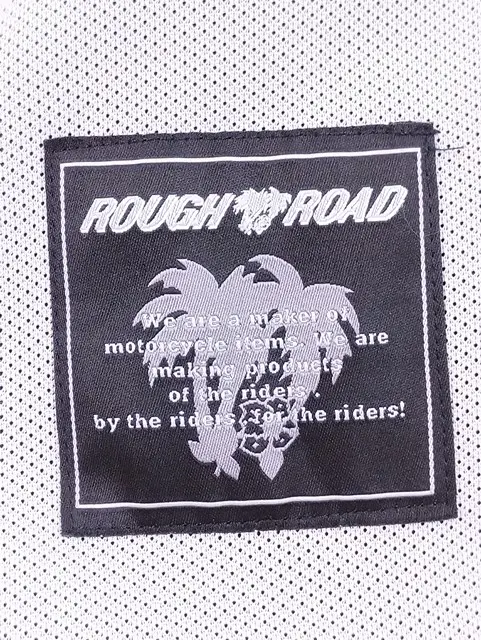 ROUGH ROAD
We are a maker of
motorcycle items. We are
making products
of the riders .
by the riders, for the riders!